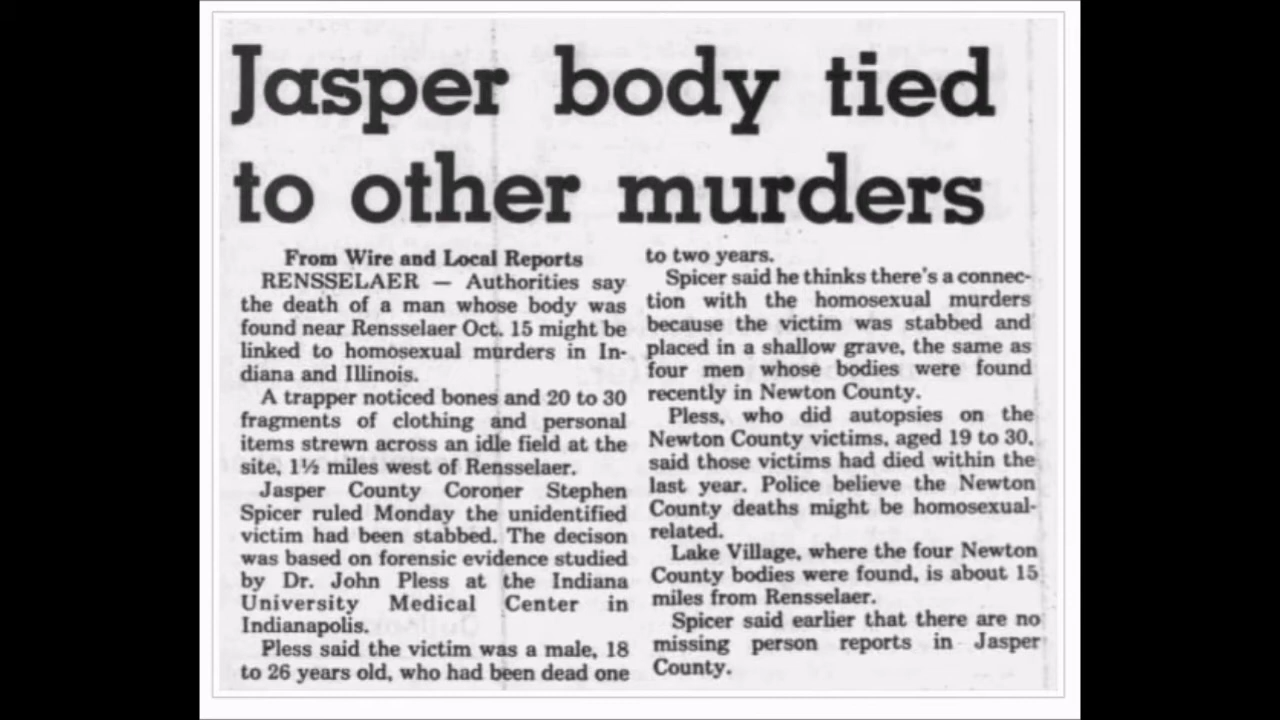 Jasper body tied
to other murders
From Wire and Local Reports
RENSSELAER — Authorities say
the death of a man whose body was
found near Rensselaer Oct. 15 might be
linked to homosexual murders in In-
diana and Illinois.
A trapper noticed bones and 20 to 30
fragments of clothing and personal
items strewn across an idle field at the
site, 1½ miles west of Rensselaer.
Jasper County Coroner Stephen
Spicer ruled Monday the unidentified
victim had been stabbed. The decison
was based on forensic evidence studied
by Dr. John Pless at the Indiana
University Medical Center in
Indianapolis.
Pless said the victim was a male, 18
to 26 years old, who had been dead one
to two years.
Spicer said he thinks there's a connec-
tion with the homosexual murders
because the victim was stabbed and
placed in a shallow grave, the same as
four men whose bodies were found
recently in Newton County.
Pless, who did autopsies on the
Newton County victims, aged 19 to 30,
said those victims had died within the
last year. Police believe the Newton
County deaths might be homosexual-
related.
Lake Village, where the four Newton
County bodies were found, is about 15
miles from Rensselaer.
Spicer said earlier that there are no
missing person reports in Jasper
County.